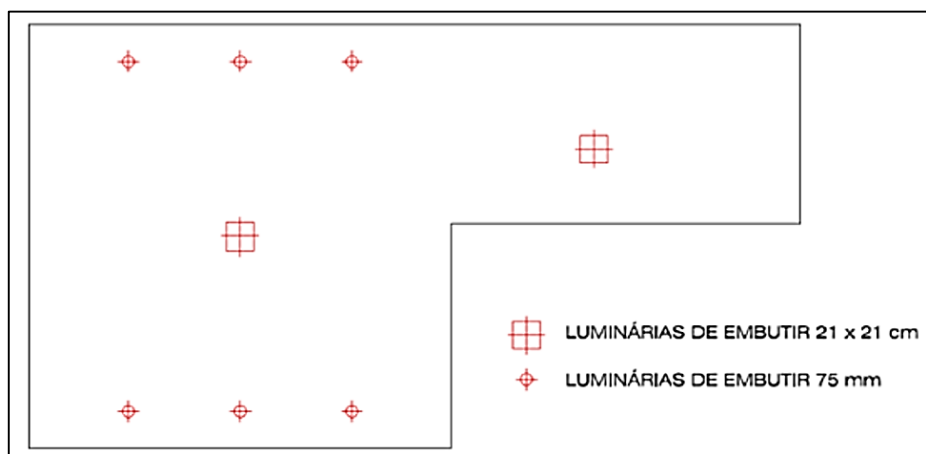 LUMINÁRIAS DE EMBUTIR 21 x 21 cm
LUMINÁRIAS DE EMBUTIR 75 mm